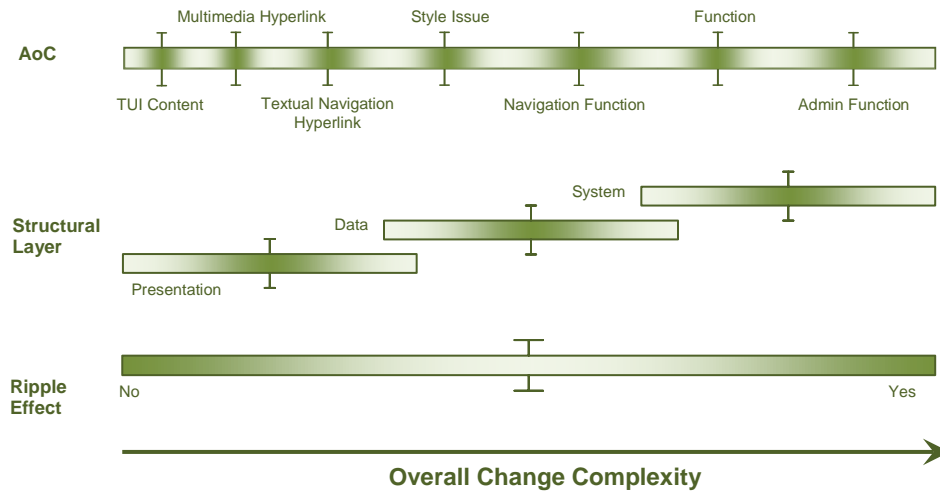 Multimedia Hyperlink
Style Issue
Function
AoC
TUI Content
Textual Navigation
Hyperlink
Navigation Function
Admin Function
System
Structural
Layer
Data
Presentation
Ripple
Effect
No
Yes
Overall Change Complexity